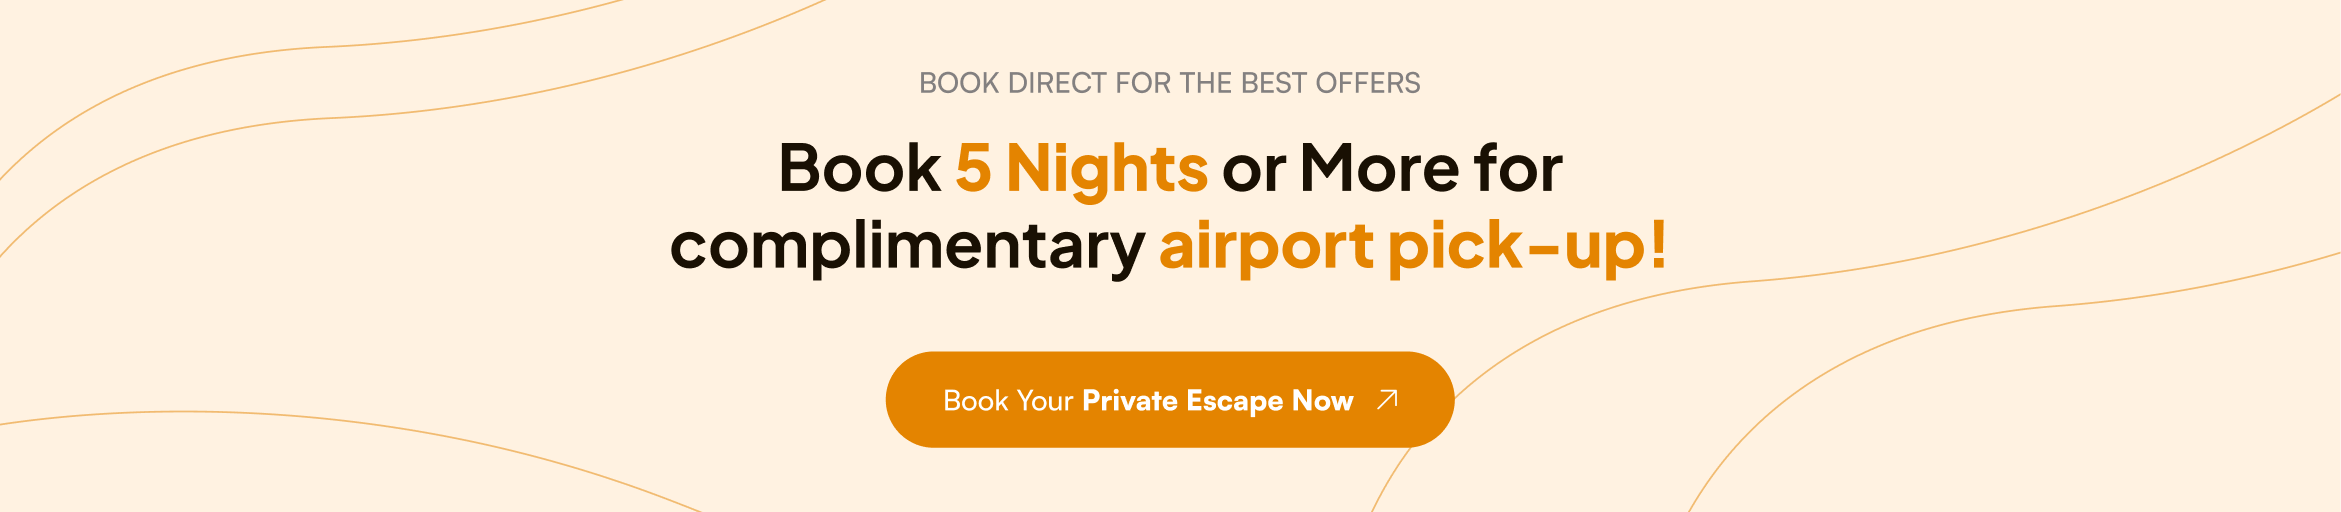 BOOK DIRECT FOR THE BEST OFFERS
Book 5 Nights or More for
complimentary airport pick-up!
Book Your Private Escape Now